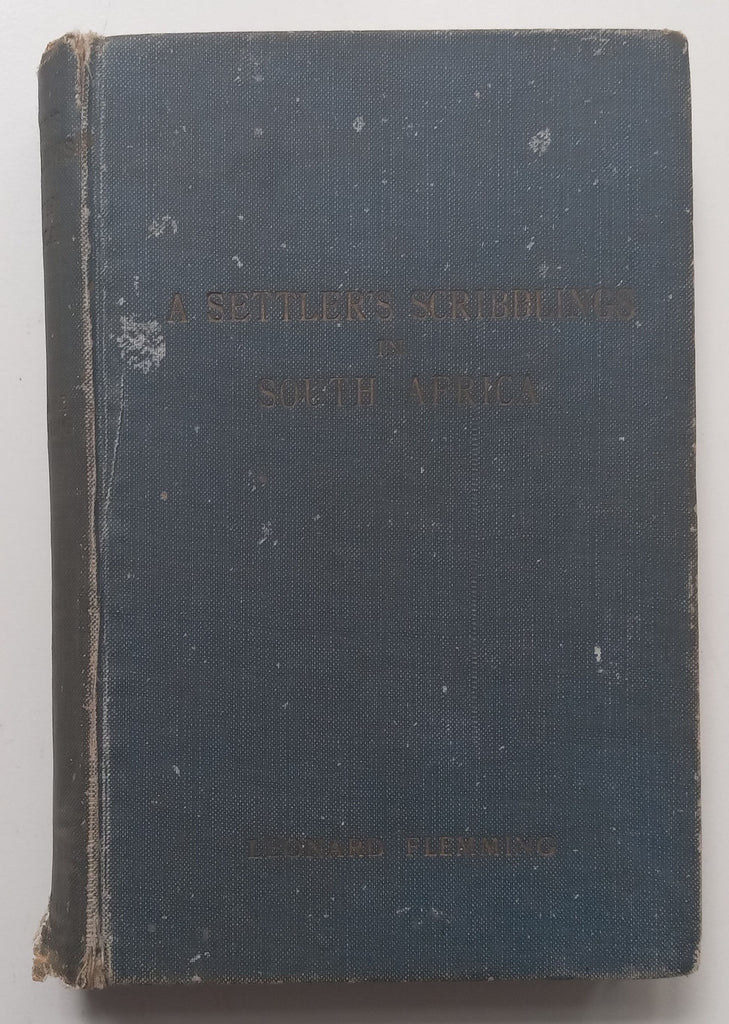 A SETTLER'S SCRIBBLINGS
IN
SOUTH AFRICA
LEONARD FLEMMING